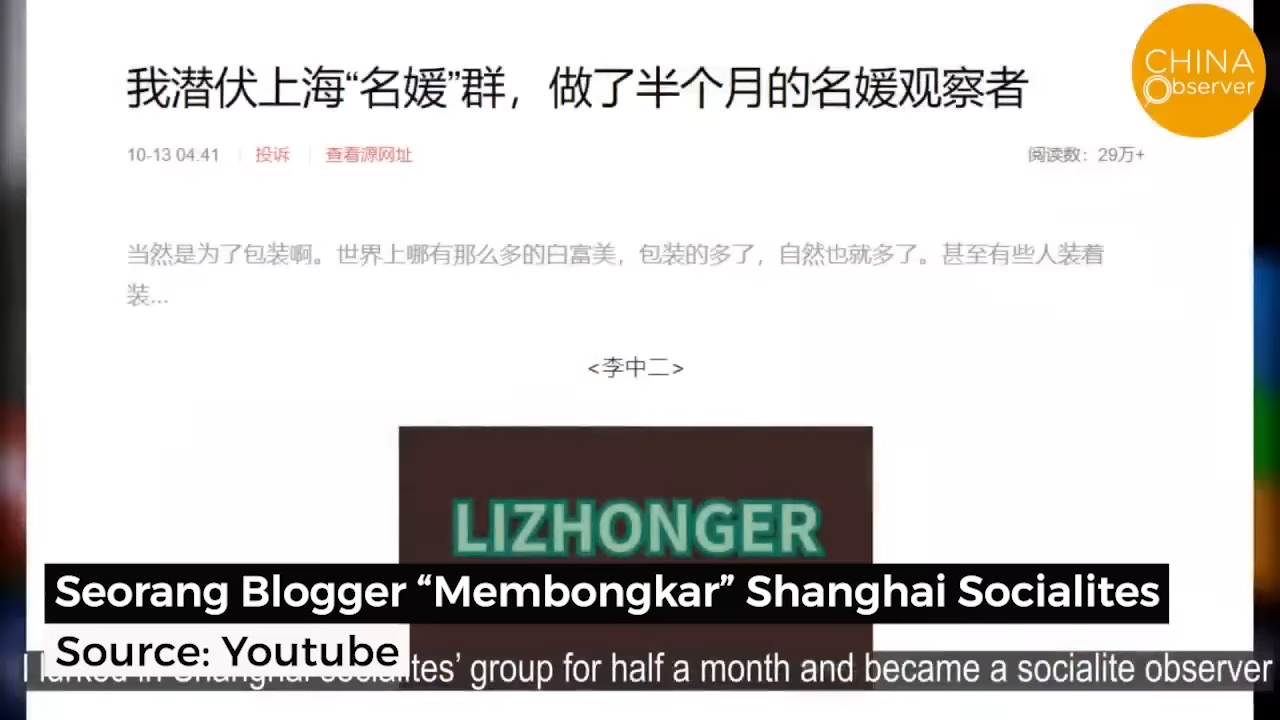 CHINA
Observer
我潜伏上海“名媛”群，做了半个月的名媛观察者
10-13 04.41 投诉 查看源网址 阅读数：29万+
当然是为了包装啊。世界上哪有那么多的白富美，包装的多了，自然也就多了。甚至有些人装着
装...
<李中二>
LIZHONGER
Seorang Blogger “Membongkar” Shanghai Socialites
Source: Youtube
I lurked in Shanghai socialites’ group for half a month and became a socialite observer